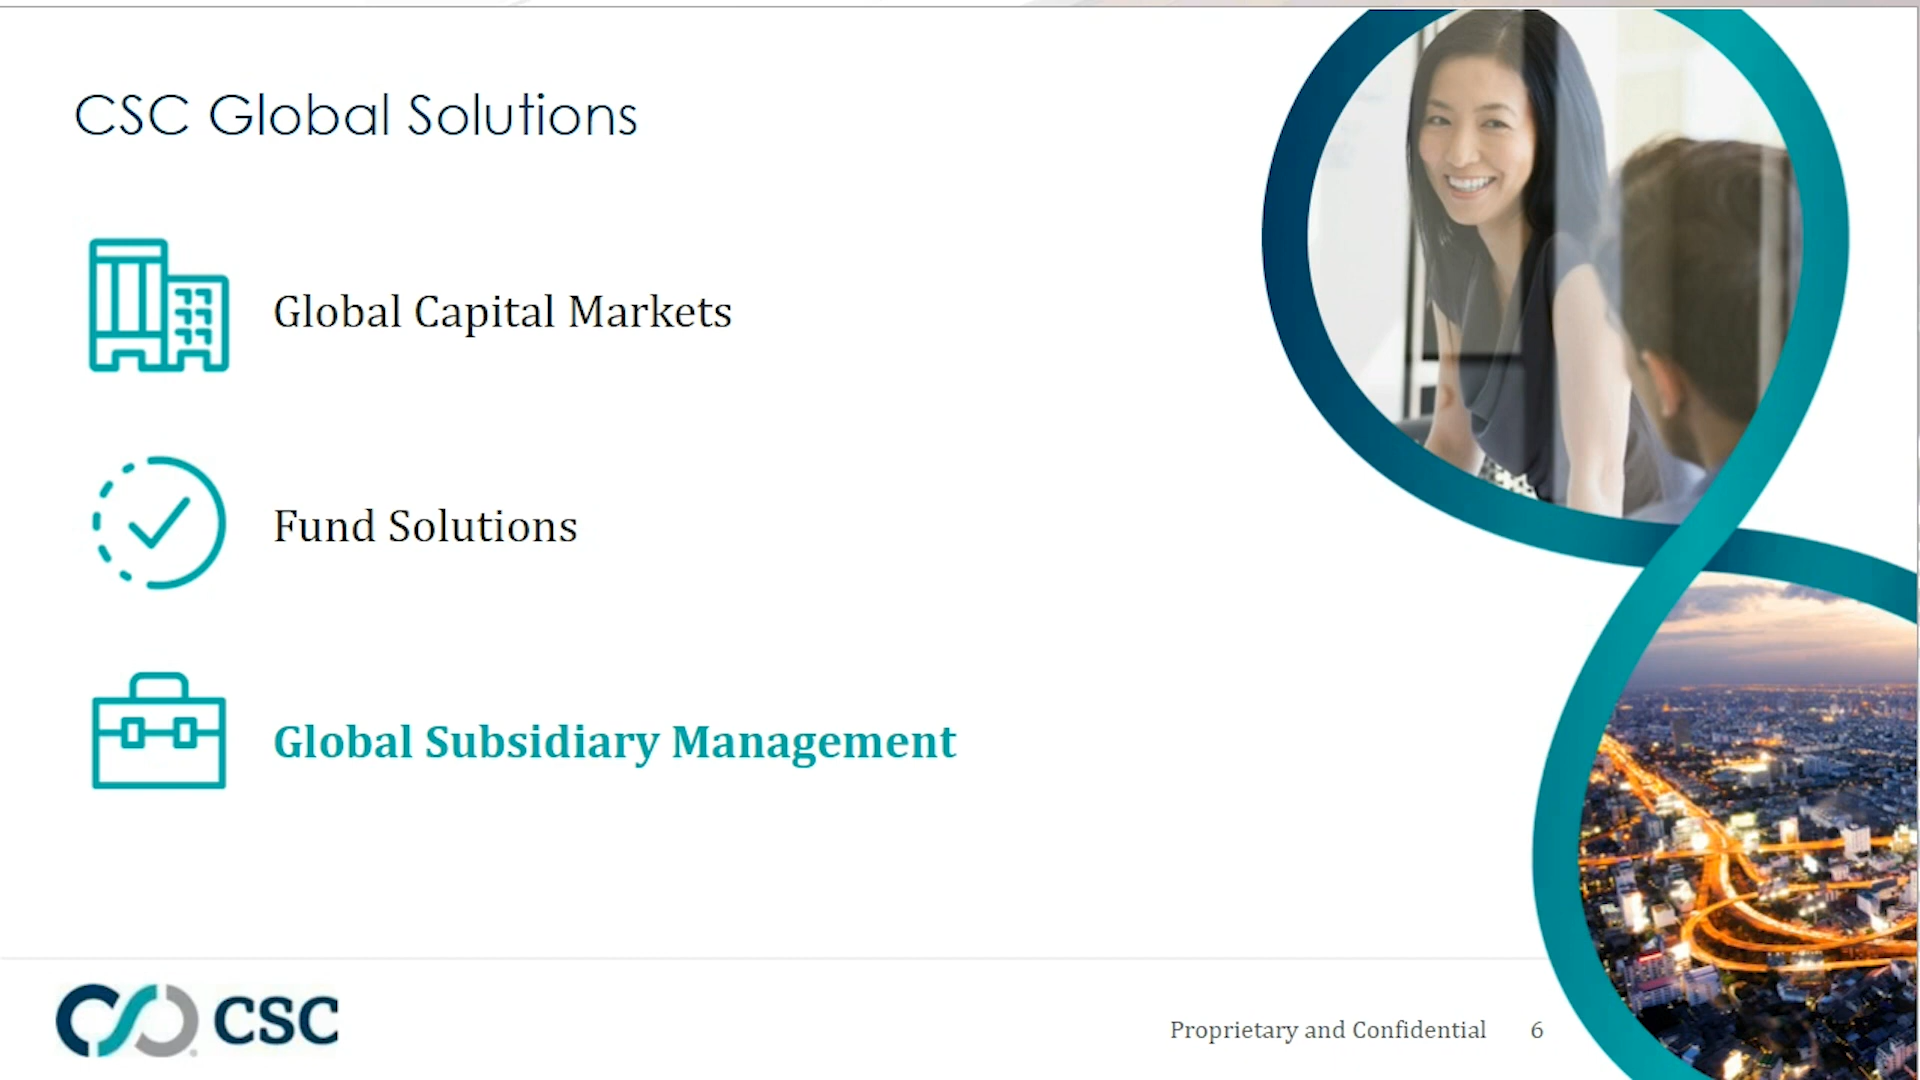 CSC Global Solutions
Global Capital Markets
Fund Solutions
Global Subsidiary Management
CSC
Proprietary and Confidential 6